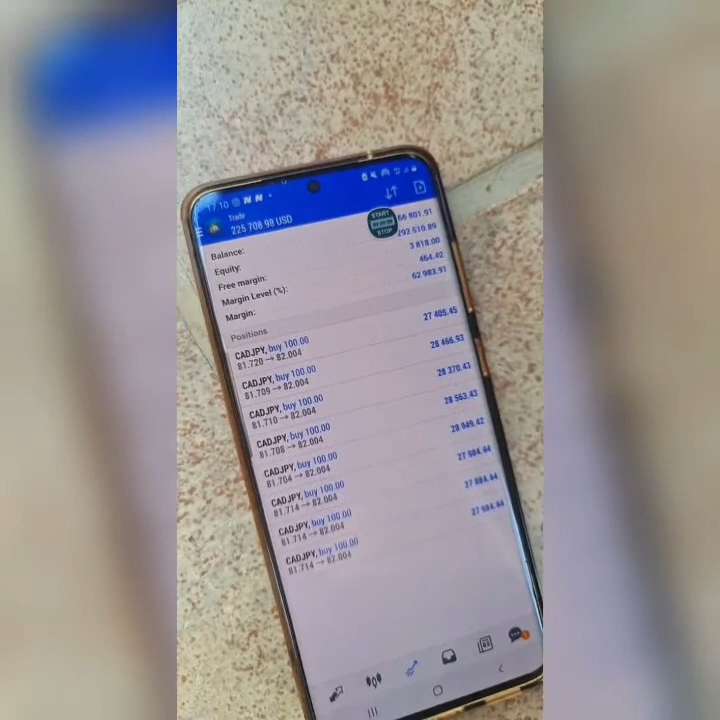 17:10
Trade
225 708.98 USD
START
STOP
Balance: 66 801.91
Equity: 292 510.89
Free margin: 3 818.00
Margin Level (%): 464.42
Margin: 62 983.91
Positions
CADJPY, buy 100.00 27 405.45
81.720 → 82.004
CADJPY, buy 100.00 28 466.93
81.709 → 82.004
CADJPY, buy 100.00 28 370.43
81.710 → 82.004
CADJPY, buy 100.00 28 563.43
81.708 → 82.004
CADJPY, buy 100.00 28 949.42
81.704 → 82.004
CADJPY, buy 100.00 27 984.44
81.714 → 82.004
CADJPY, buy 100.00 27 984.44
81.714 → 82.004
CADJPY, buy 100.00 27 984.44
81.714 → 82.004